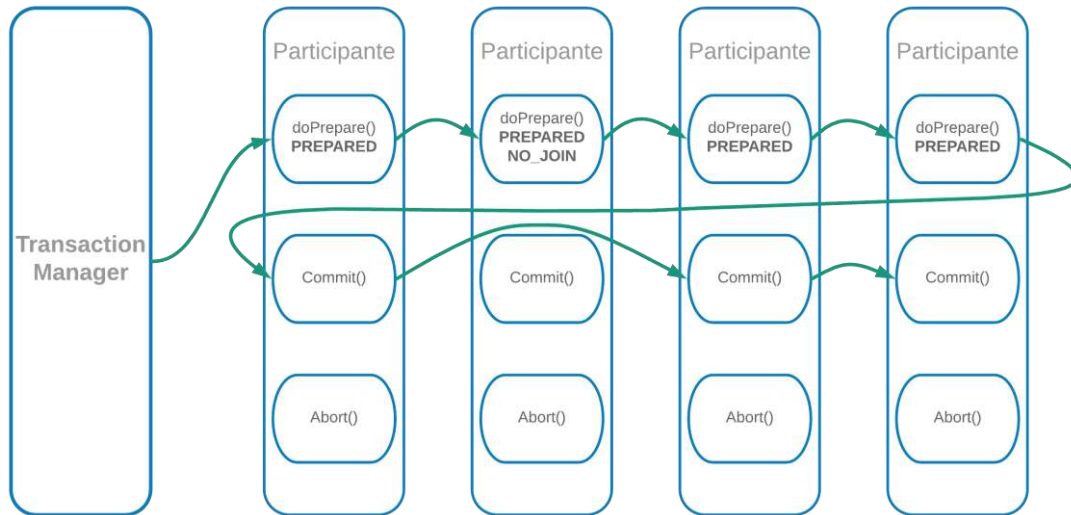 Participante
Participante
Participante
Participante
doPrepare()
PREPARED
doPrepare()
PREPARED
NO_JOIN
doPrepare()
PREPARED
doPrepare()
PREPARED
Transaction
Manager
Commit()
Commit()
Commit()
Commit()
Abort()
Abort()
Abort()
Abort()